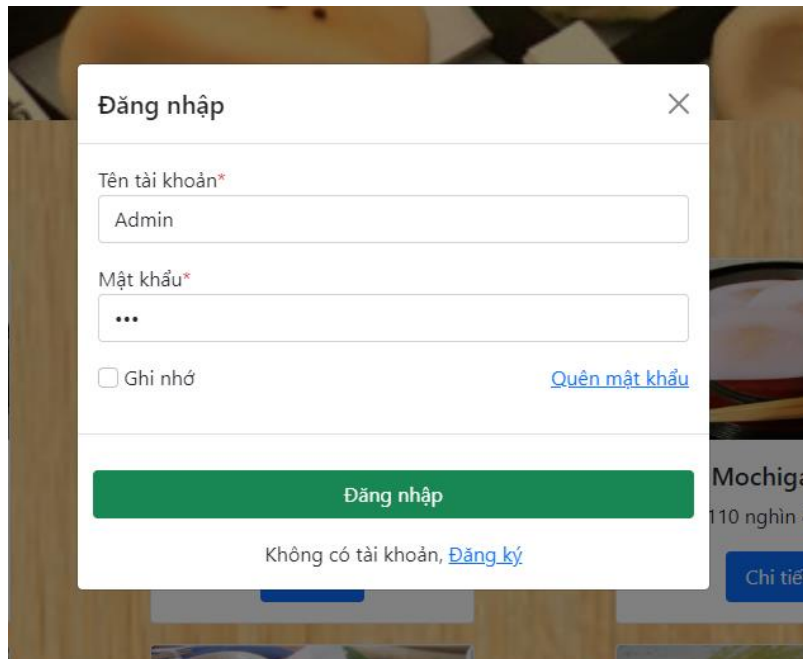 Đăng nhập
Tên tài khoản*
Admin
Mật khẩu*
•••
Ghi nhớ
Quên mật khẩu
Đăng nhập
Không có tài khoản, Đăng ký
110 nghìn